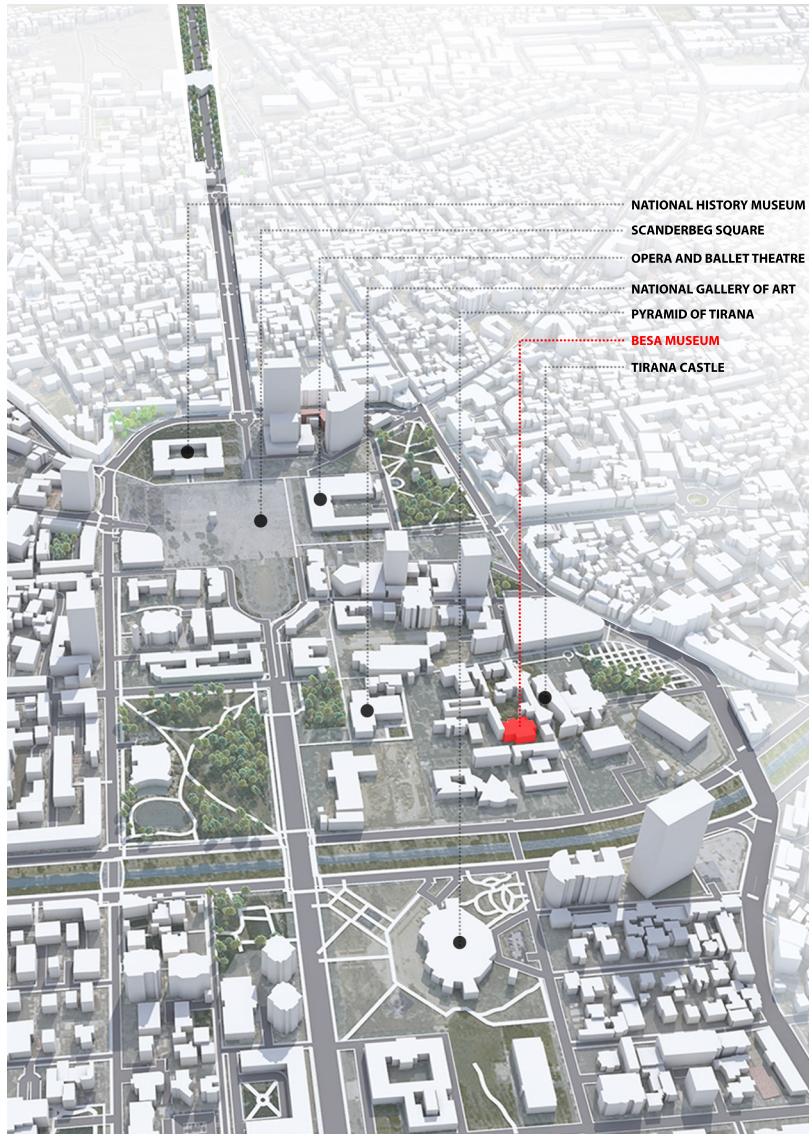 NATIONAL HISTORY MUSEUM
SCANDERBEG SQUARE
OPERA AND BALLET THEATRE
NATIONAL GALLERY OF ART
PYRAMID OF TIRANA
BESA MUSEUM
TIRANA CASTLE